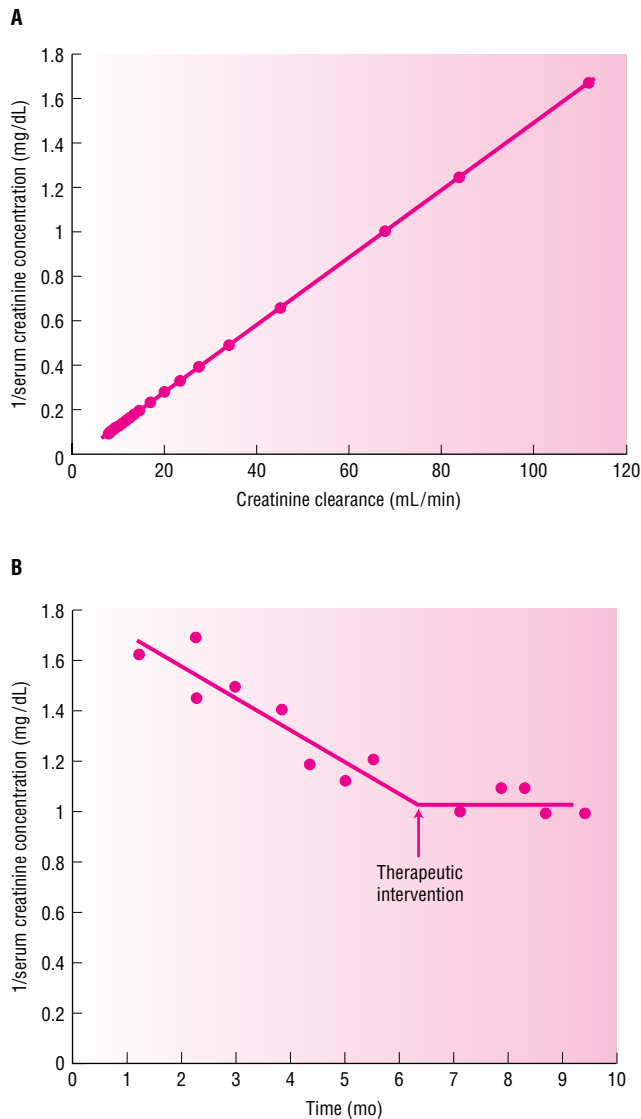 A
1/serum creatinine concentration (mg/dL)
1.8
1.6
1.4
1.2
1
0.8
0.6
0.4
0.2
0
0 20 40 60 80 100 120
Creatinine clearance (mL/min)
B
1/serum creatinine concentration (mg/dL)
1.8
1.6
1.4
1.2
1
0.8
0.6
0.4
0.2
0
Therapeutic
intervention
0 1 2 3 4 5 6 7 8 9 10
Time (mo)